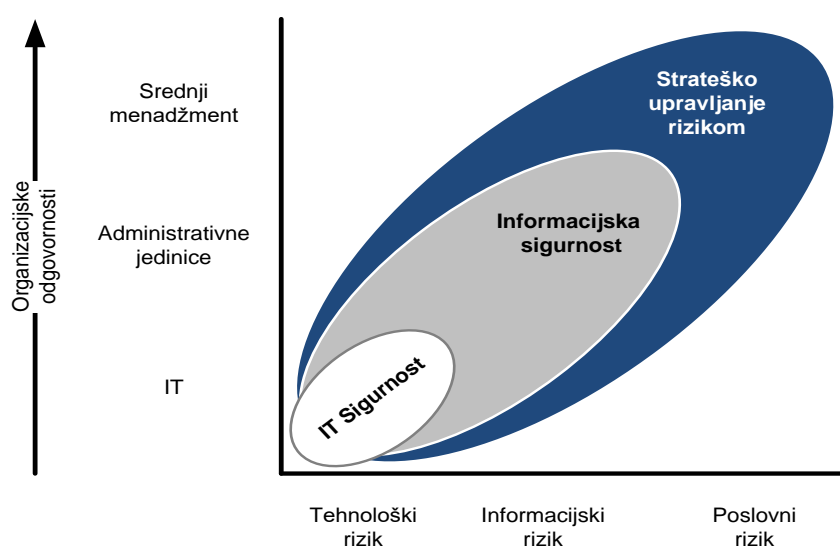 Organizacijske
odgovornosti
Srednji
menadžment
Administrativne
jedinice
IT
Strateško
upravljanje
rizikom
Informacijska
sigurnost
IT Sigurnost
Tehnološki
rizik
Informacijski
rizik
Poslovni
rizik